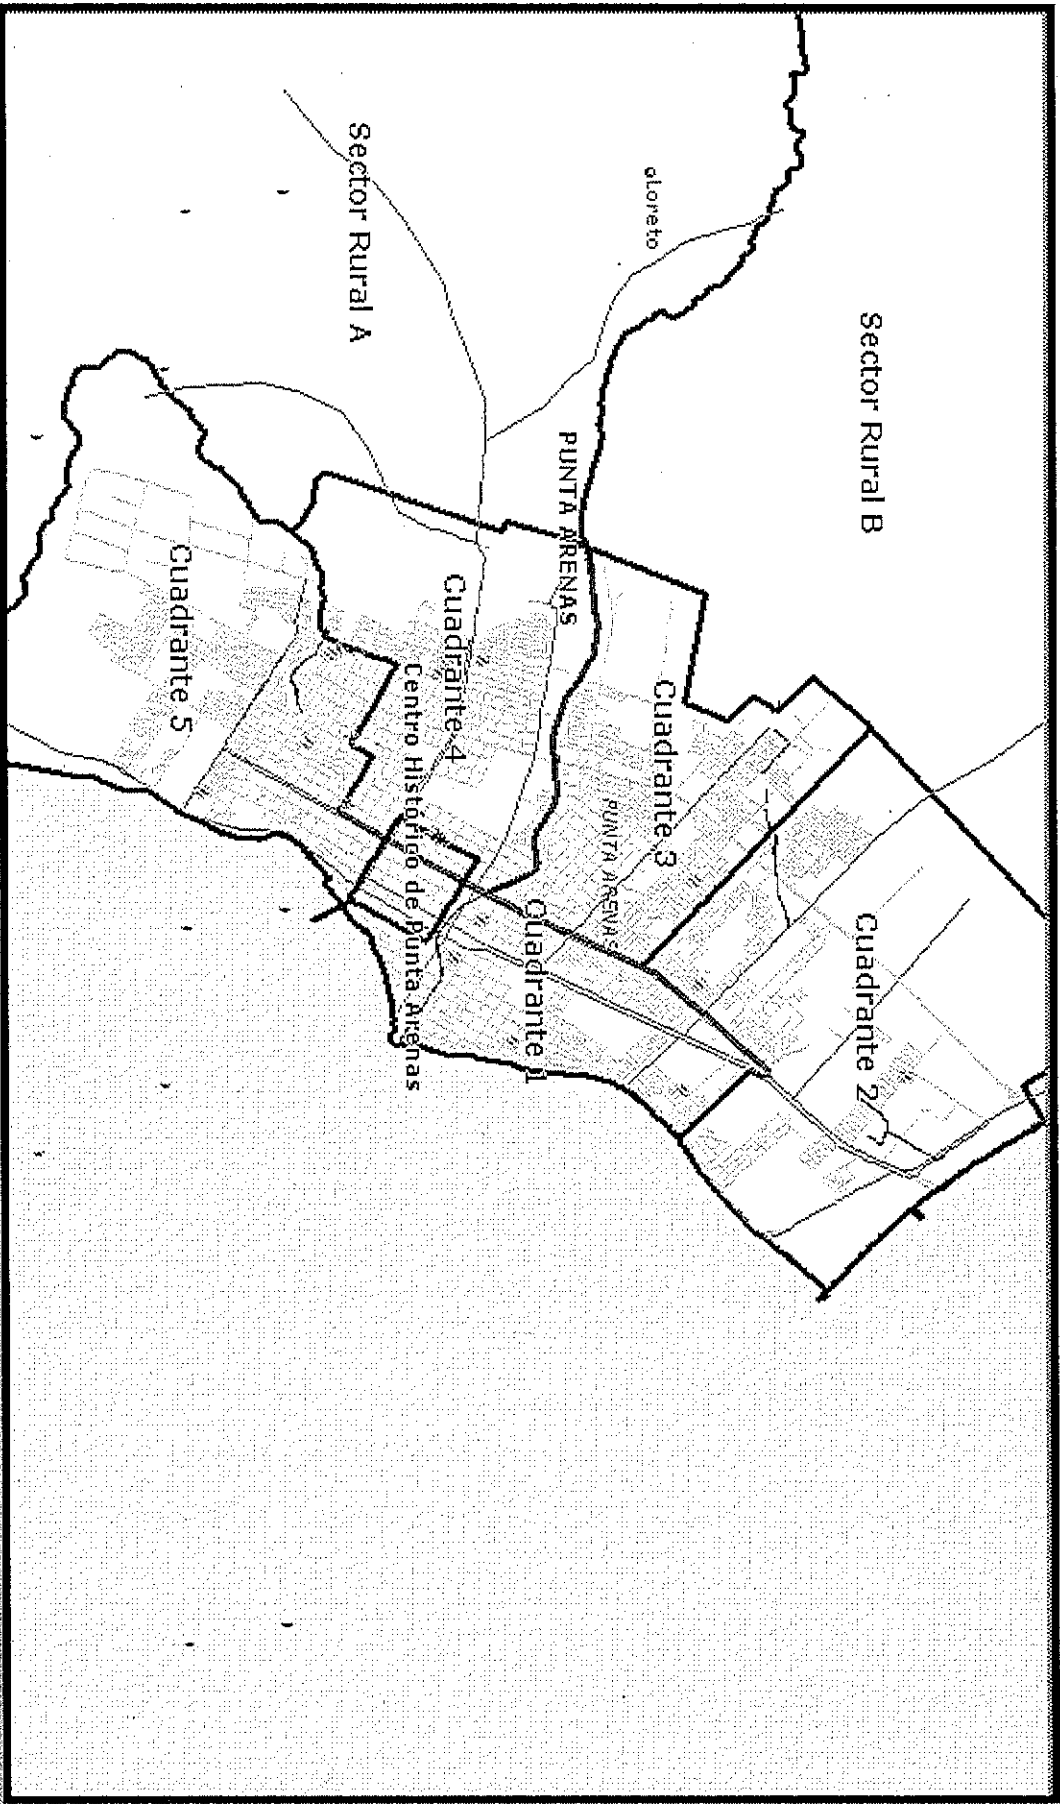 Sector Rural B
Cuadrante 2
oLoreto
Cuadrante 3
PUNTA ARENAS
PUNTA ARENAS
Cuadrante 1
Cuadrante 4
Centro Histórico de Punta Arenas
Sector Rural A
Cuadrante 5